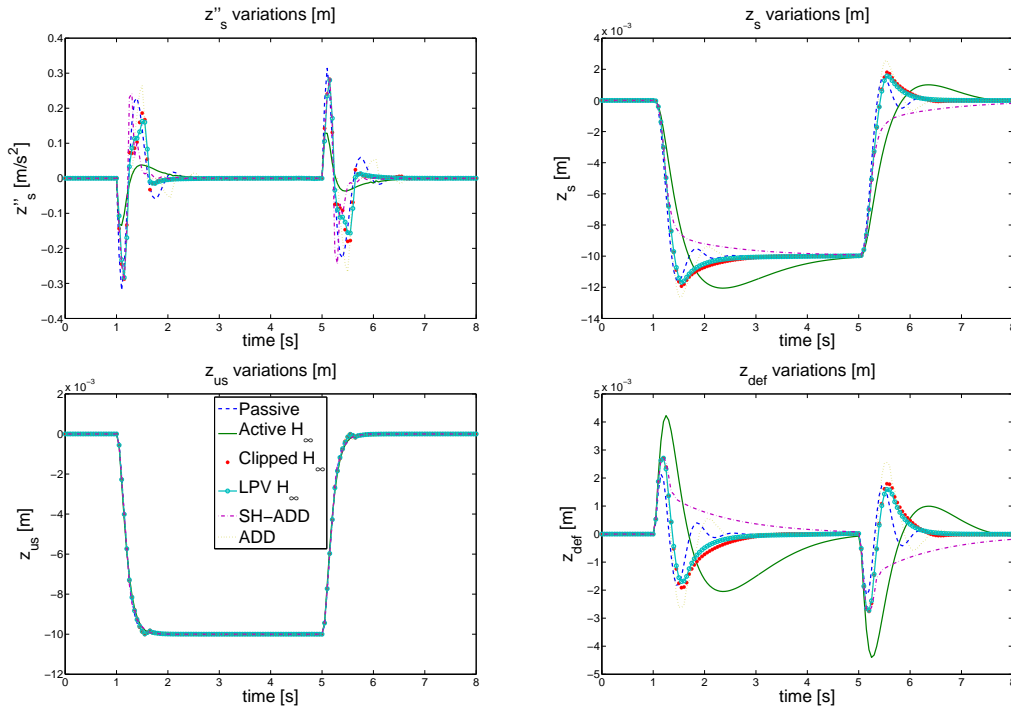 z''s variations [m]
0.4
0.3
0.2
0.1
0
−0.1
−0.2
−0.3
−0.4
z''s [m/s2]
0 1 2 3 4 5 6 7 8
time [s]
zs variations [m]
x 10−3
4
2
0
−2
−4
−6
−8
−10
−12
−14
zs [m]
0 1 2 3 4 5 6 7 8
time [s]
zus variations [m]
x 10−3
2
0
−2
−4
−6
−8
−10
−12
zus [m]
Passive
Active H∞
Clipped H∞
LPV H∞
SH−ADD
ADD
0 1 2 3 4 5 6 7 8
time [s]
zdef variations [m]
x 10−3
5
4
3
2
1
0
−1
−2
−3
−4
5
zdef [m]
0 1 2 3 4 5 6 7 8
time [s]